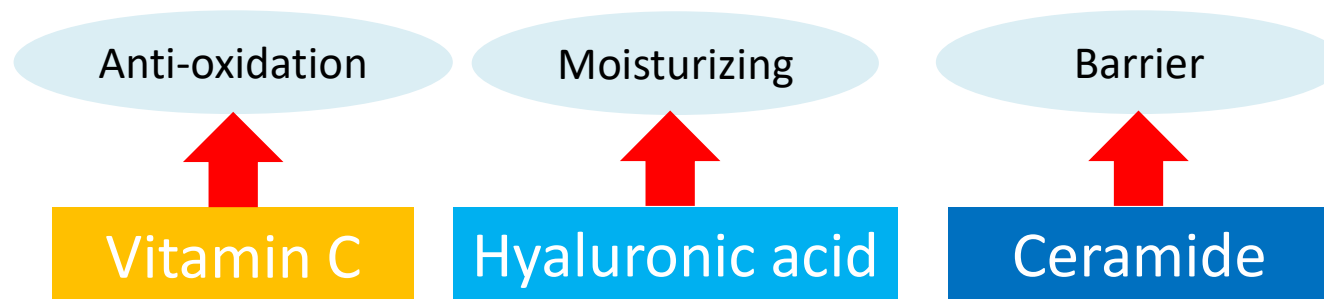 Anti-oxidation
Moisturizing
Barrier
Vitamin C
Hyaluronic acid
Ceramide